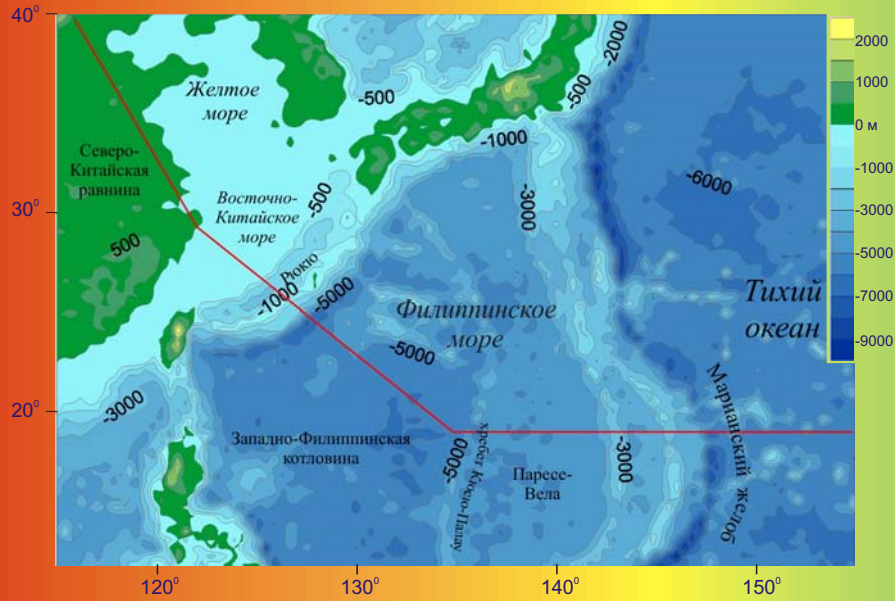 40⁰
30⁰
20⁰
120⁰
130⁰
140⁰
150⁰
2000
1000
0 м
-1000
-3000
-5000
-7000
-9000
Желтое
море
Северо-
Китайская
равнина
Восточно-
Китайское
море
500
-500
-500
-500
-2000
-1000
-3000
-6000
Рюкю
-1000
-5000
Филиппинское
море
Тихий
океан
-5000
-3000
Западно-Филиппинская
котловина
-5000
хребет Кюсю-Палау
Паресе-
Вела
-3000
Марианский желоб